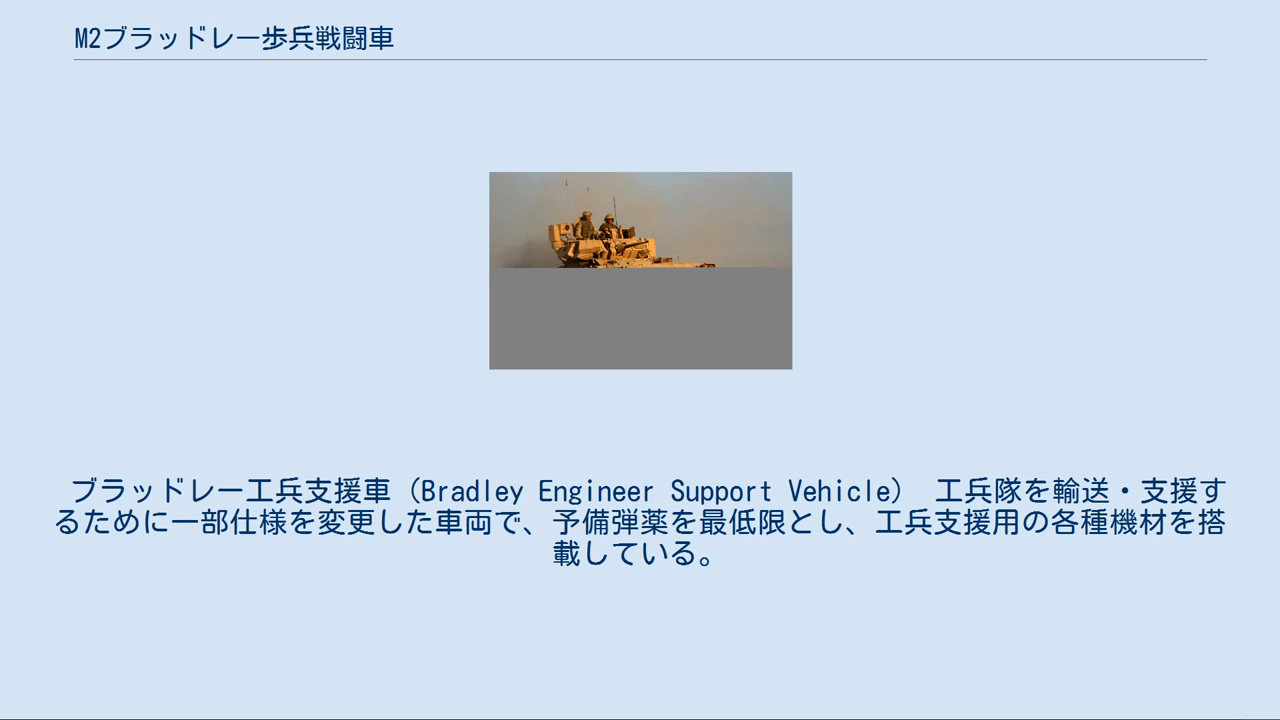 M2ブラッドレー歩兵戦闘車
ブラッドレー工兵支援車（Bradley Engineer Support Vehicle） 工兵隊を輸送・支援す
るために一部仕様を変更した車両で、予備弾薬を最低限とし、工兵支援用の各種機材を搭
載している。